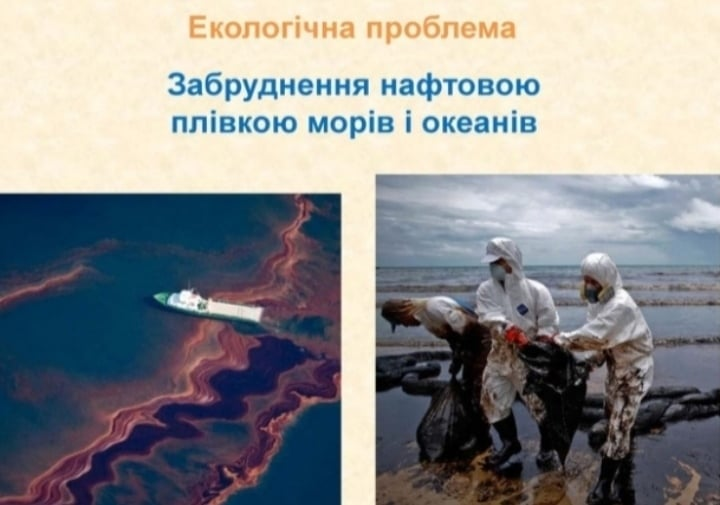 Екологічна проблема
Забруднення нафтовою
плівкою морів і океанів